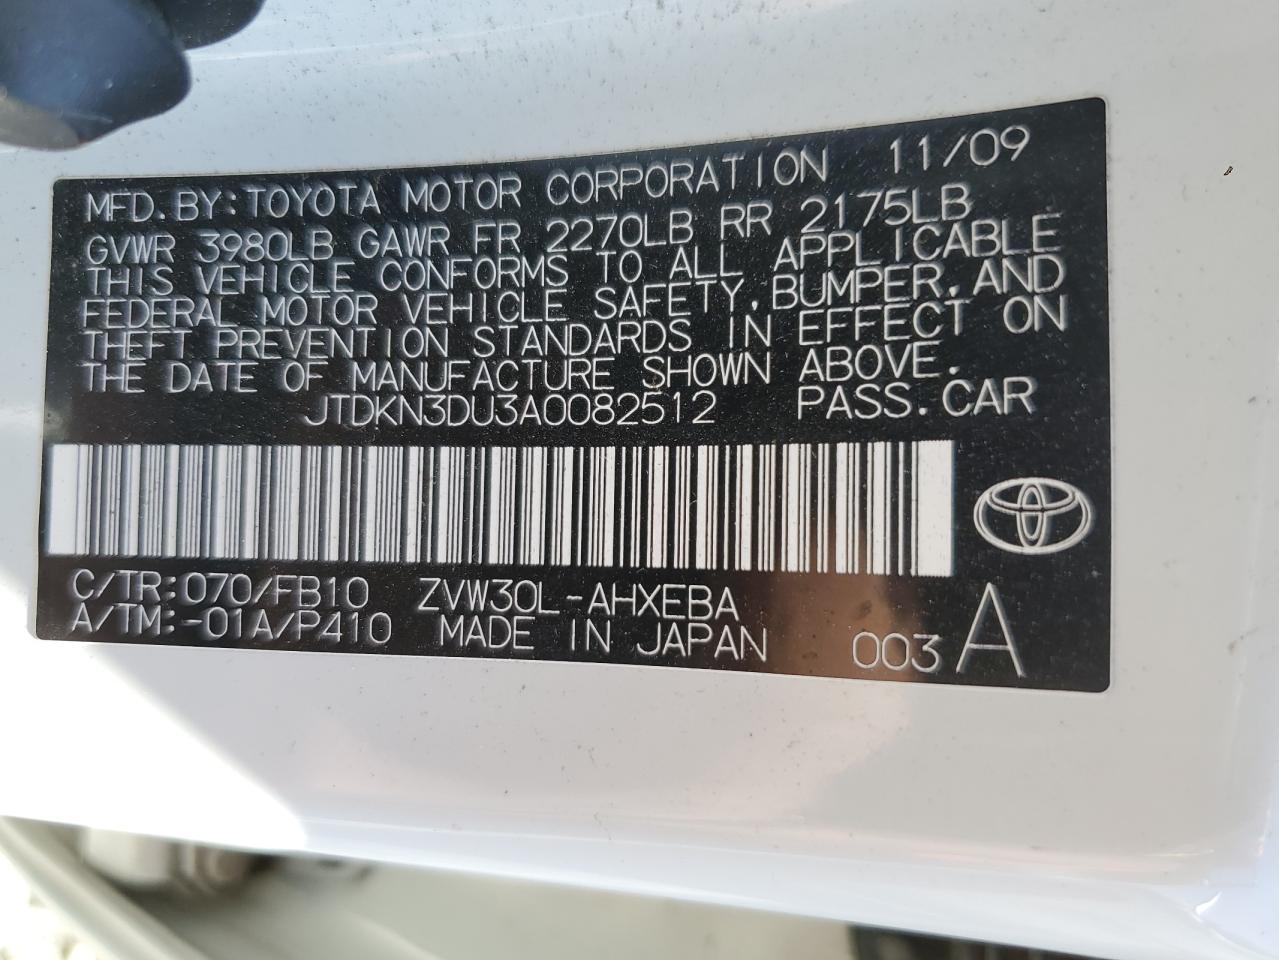 MFD. BY: TOYOTA MOTOR CORPORATION 11/09
GVWR 3980LB GAWR FR 2270LB RR 2175LB
THIS VEHICLE CONFORMS TO ALL APPLICABLE
FEDERAL MOTOR VEHICLE SAFETY, BUMPER, AND
THEFT PREVENTION STANDARDS IN EFFECT ON
THE DATE OF MANUFACTURE SHOWN ABOVE.
JTDKN3DU3A0082512 PASS. CAR
C/TR: 070/FB10 ZVW30L-AHXEBA
A/TM: -01A/P410 MADE IN JAPAN 003 A